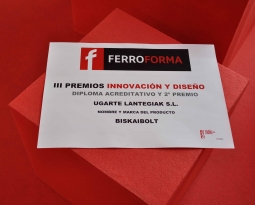 f FERROFORMA
III PREMIOS INNOVACIÓN Y DISEÑO
DIPLOMA ACREDITATIVO Y 2º PREMIO
UGARTE LANTEGIAK S.L.
NOMBRE Y MARCA DEL PRODUCTO
BISKAIBOLT